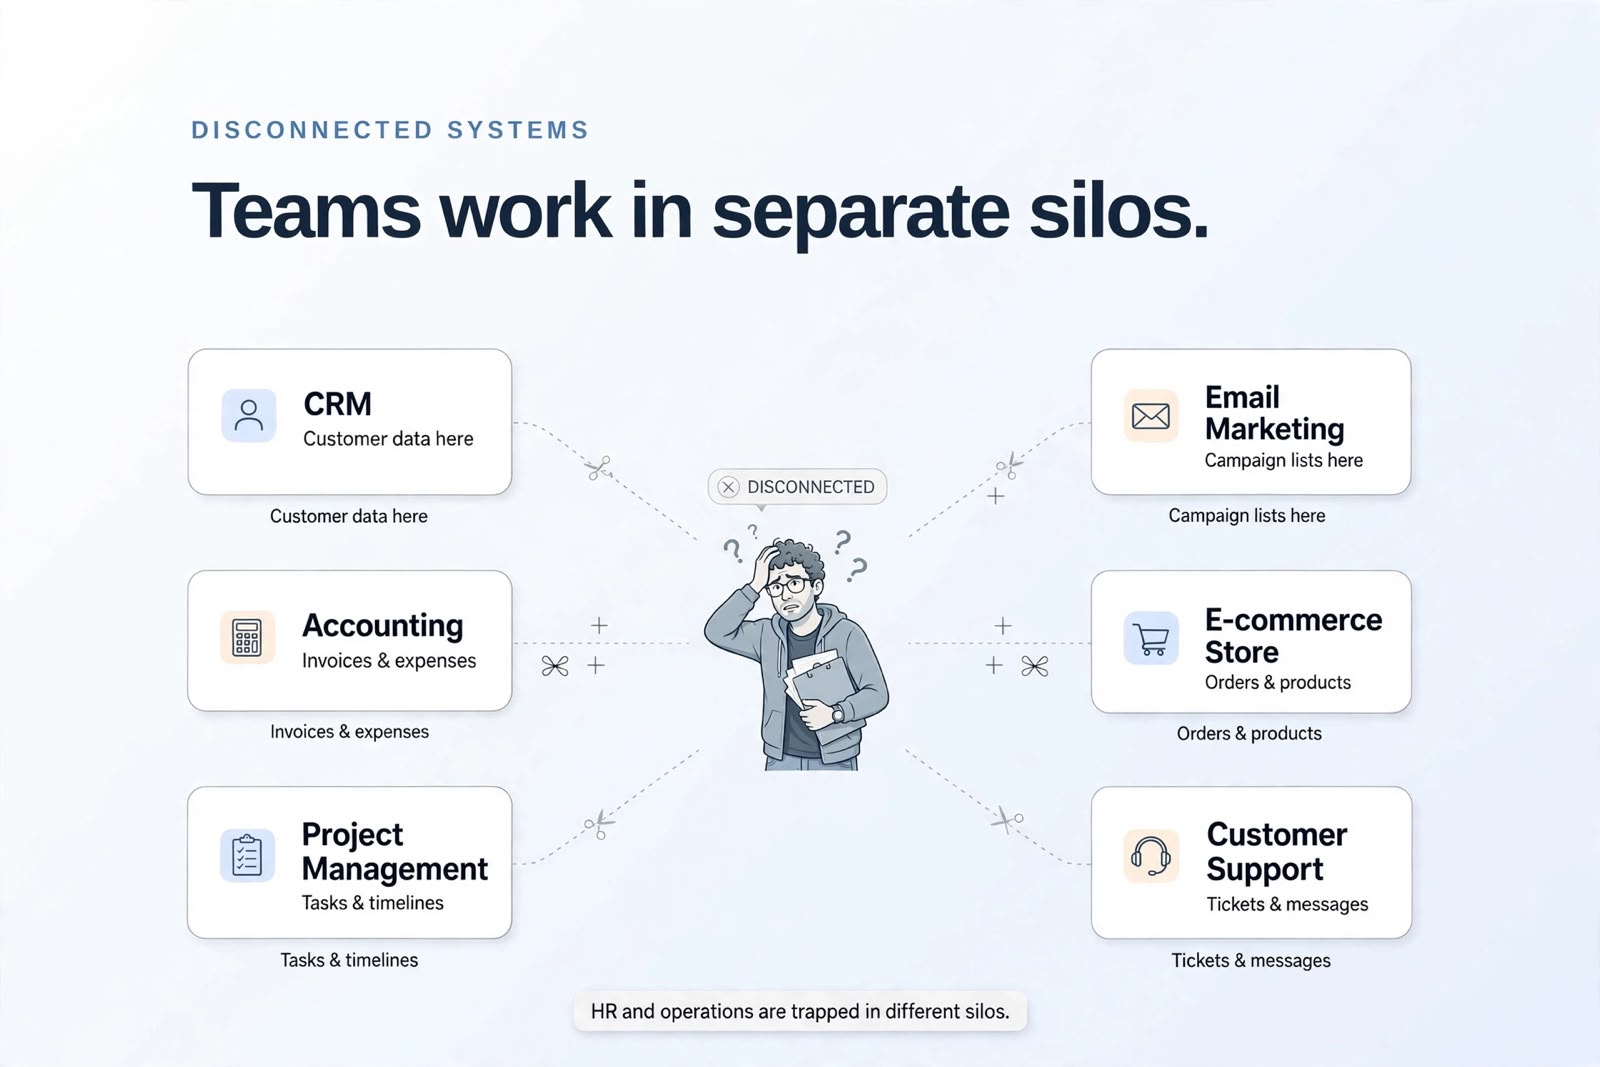 DISCONNECTED SYSTEMS
Teams work in separate silos.
CRM
Customer data here
Customer data here
Accounting
Invoices & expenses
Invoices & expenses
Project
Management
Tasks & timelines
Tasks & timelines
DISCONNECTED
? ? ? ?
Email
Marketing
Campaign lists here
Campaign lists here
E-commerce
Store
Orders & products
Orders & products
Customer
Support
Tickets & messages
Tickets & messages
HR and operations are trapped in different silos.